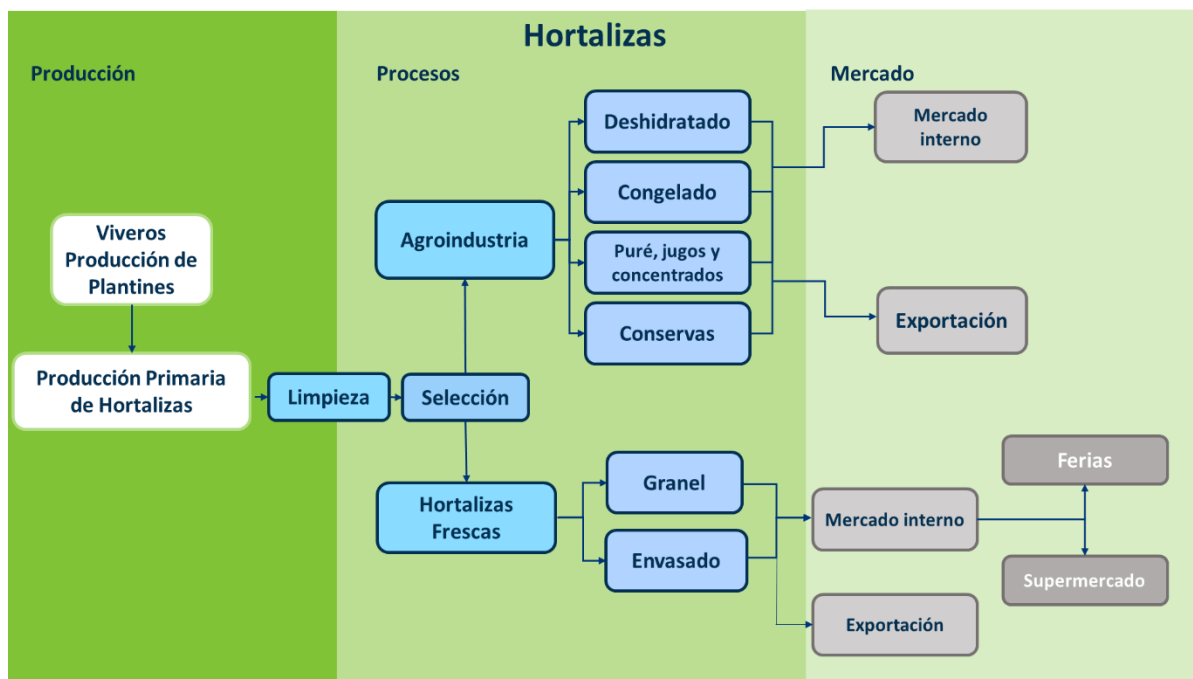 Hortalizas
Producción
Procesos
Mercado
Viveros
Producción de
Plantines
Producción Primaria
de Hortalizas
Limpieza
Selección
Agroindustria
Deshidratado
Congelado
Puré, jugos y
concentrados
Conservas
Mercado
interno
Exportación
Hortalizas
Frescas
Granel
Envasado
Mercado interno
Exportación
Ferias
Supermercado